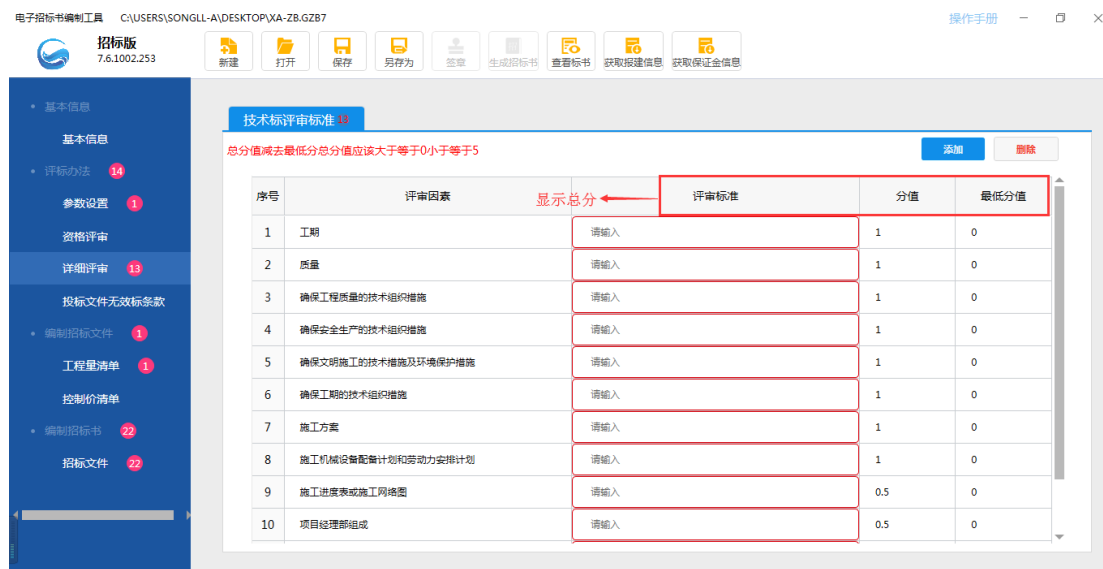 电子招标书编制工具 C:\USERS\SONGLL-A\DESKTOP\XA-ZB.GZB7 操作手册
招标版
7.6.1002.253
新建 打开 保存 另存为 签章 生成招标书 查看标书 获取报建信息 获取保证金信息
基本信息
基本信息
评标办法 14
参数设置 1
资格评审
详细评审 13
投标文件无效标条款
编制招标文件 1
工程量清单 1
控制价清单
编制招标书 22
招标文件 22
技术标评审标准 13
总分值减去最低分总分值应该大于等于0小于等于5
添加 删除
序号 评审因素 显示总分 评审标准 分值 最低分值
1 工期 请输入 1 0
2 质量 请输入 1 0
3 确保工程质量的技术组织措施 请输入 1 0
4 确保安全生产的技术组织措施 请输入 1 0
5 确保文明施工的技术措施及环境保护措施 请输入 1 0
6 确保工期的技术组织措施 请输入 1 0
7 施工方案 请输入 1 0
8 施工机械设备配备计划和劳动力安排计划 请输入 1 0
9 施工进度表或施工网络图 请输入 0.5 0
10 项目经理部组成 请输入 0.5 0